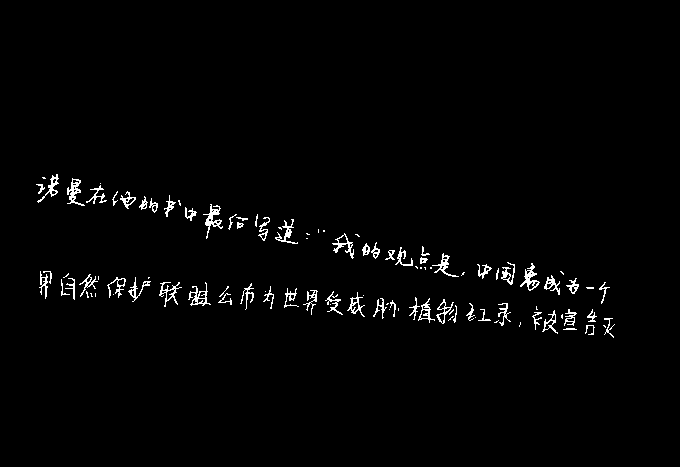 诺曼在他的书中最后写道:“我的观点是,中国变成为一个
界自然保护联盟公布为世界受威胁植物红录,被宣告灭